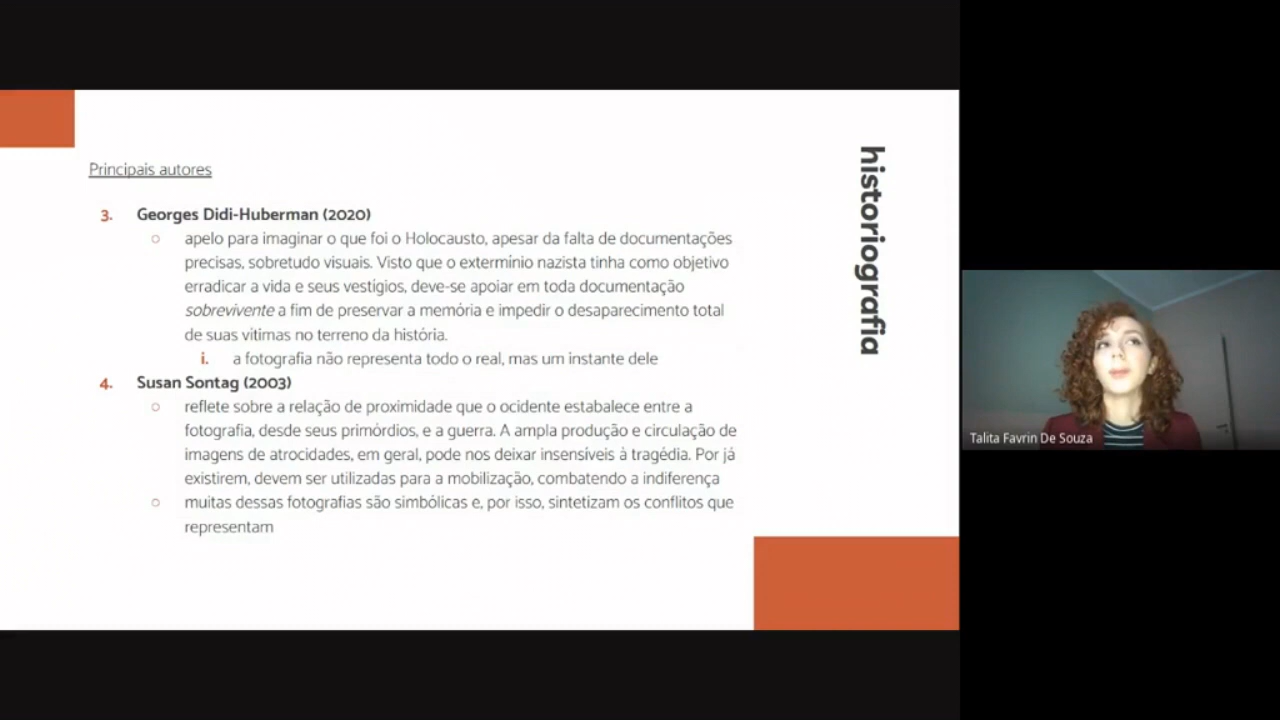 Principais autores
3. Georges Didi-Huberman (2020)
○ apelo para imaginar o que foi o Holocausto, apesar da falta de documentações
precisas, sobretudo visuais. Visto que o extermínio nazista tinha como objetivo
erradicar a vida e seus vestígios, deve-se apoiar em toda documentação
sobrevivente a fim de preservar a memória e impedir o desaparecimento total
de suas vítimas no terreno da história.
i. a fotografia não representa todo o real, mas um instante dele
4. Susan Sontag (2003)
○ reflete sobre a relação de proximidade que o ocidente estabalece entre a
fotografia, desde seus primórdios, e a guerra. A ampla produção e circulação de
imagens de atrocidades, em geral, pode nos deixar insensíveis à tragédia. Por já
existirem, devem ser utilizadas para a mobilização, combatendo a indiferença
○ muitas dessas fotografias são simbólicas e, por isso, sintetizam os conflitos que
representam
historiografia
Talita Favrin De Souza